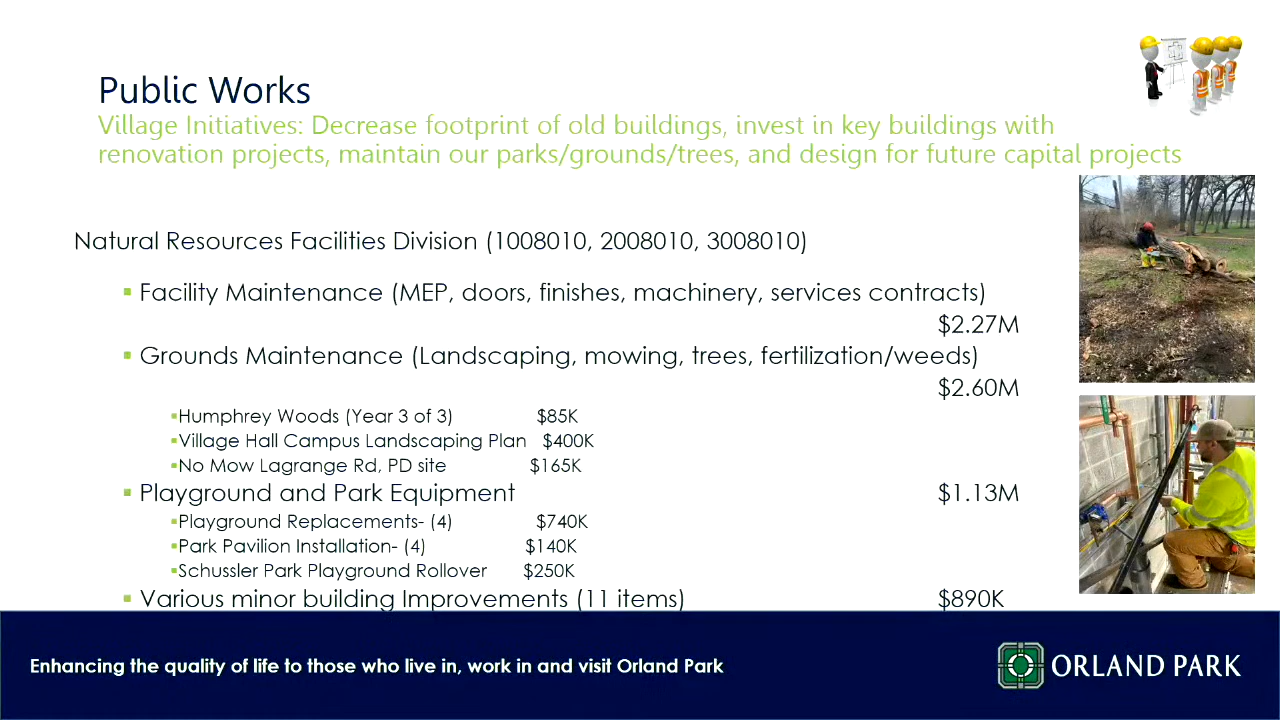 Public Works
Village Initiatives: Decrease footprint of old buildings, invest in key buildings with
renovation projects, maintain our parks/grounds/trees, and design for future capital projects
Natural Resources Facilities Division (1008010, 2008010, 3008010)
▪ Facility Maintenance (MEP, doors, finishes, machinery, services contracts)
$2.27M
▪ Grounds Maintenance (Landscaping, mowing, trees, fertilization/weeds)
$2.60M
▪Humphrey Woods (Year 3 of 3) $85K
▪Village Hall Campus Landscaping Plan $400K
▪No Mow Lagrange Rd, PD site $165K
▪ Playground and Park Equipment $1.13M
▪Playground Replacements- (4) $740K
▪Park Pavilion Installation- (4) $140K
▪Schussler Park Playground Rollover $250K
▪ Various minor building Improvements (11 items) $890K
Enhancing the quality of life to those who live in, work in and visit Orland Park
ORLAND PARK